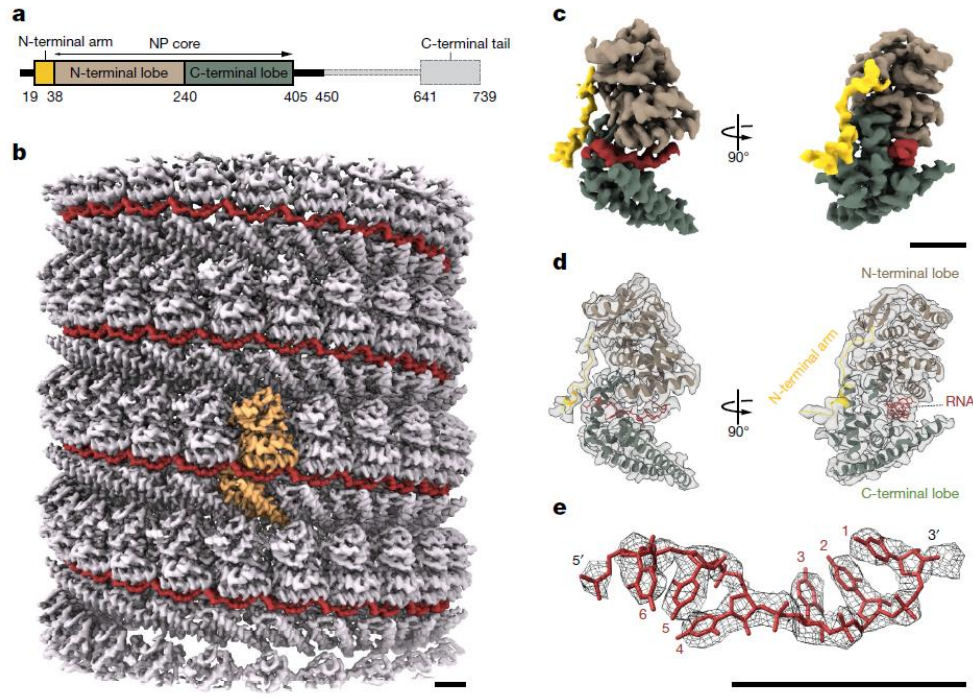 a
N-terminal arm
NP core
C-terminal tail
N-terminal lobe
C-terminal lobe
19 38 240 405 450 641 739
b
c
90°
d
N-terminal lobe
N-terminal arm
RNA
90°
C-terminal lobe
e
5′
6
5
4
3
2
1
3′